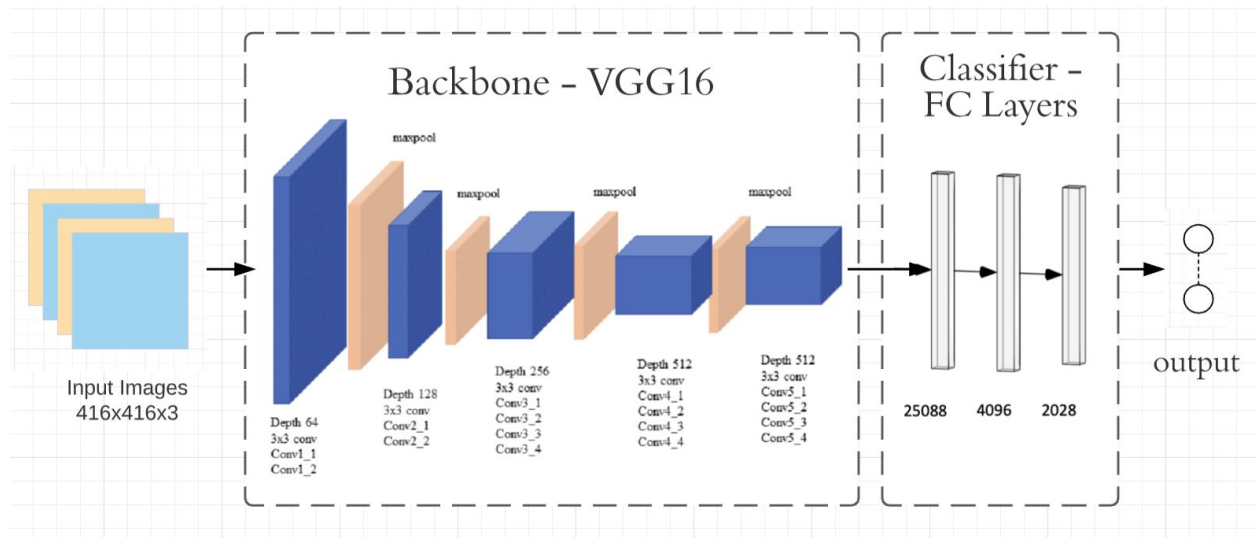 Backbone - VGG16
Classifier -
FC Layers
maxpool
maxpool
maxpool
maxpool
Input Images
416x416x3
Depth 64
3x3 conv
Conv1_1
Conv1_2
Depth 128
3x3 conv
Conv2_1
Conv2_2
Depth 256
3x3 conv
Conv3_1
Conv3_2
Conv3_3
Conv3_4
Depth 512
3x3 conv
Conv4_1
Conv4_2
Conv4_3
Conv4_4
Depth 512
3x3 conv
Conv5_1
Conv5_2
Conv5_3
Conv5_4
25088
4096
2028
output